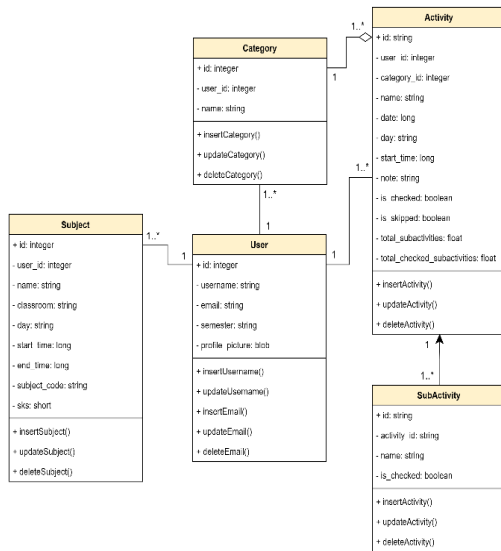 Activity
+ id: string
- user_id: integer
- category_id: integer
- name: string
- date: long
- day: string
- start_time: long
- note: string
- is_checked: boolean
- is_skipped: boolean
- total_subactivities: float
- total_checked_subactivities: float
+ insertActivity()
+ updateActivity()
+ deleteActivity()
1..*
1
Category
+ id: integer
- user_id: integer
- name: string
+ insertCategory()
+ updateCategory()
+ deleteCategory()
1..*
1
1..*
1
Subject
+ id: integer
- user_id: integer
- name: string
- classroom: string
- day: string
- start_time: long
- end_time: long
- subject_code: string
- sks: short
+ insertSubject()
+ updateSubject()
+ deleteSubject()
1..*
1
User
+ id: integer
- username: string
- email: string
- semester: string
- profile_picture: blob
+ insertUsername()
+ updateUsername()
+ insertEmail()
+ updateEmail()
+ deleteEmail()
1
1..*
SubActivity
+ id: string
- activity_id: string
- name: string
- is_checked: boolean
+ insertActivity()
+ updateActivity()
+ deleteActivity()